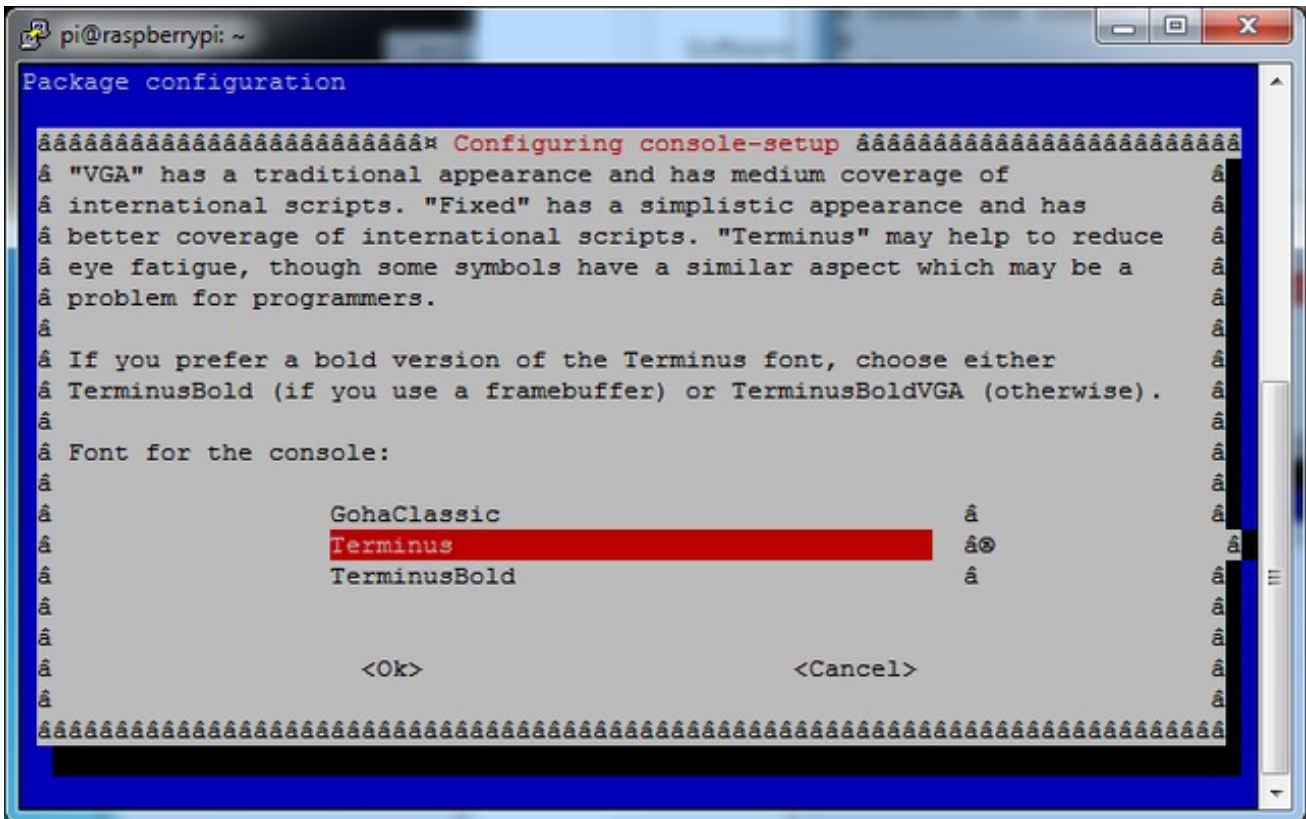 pi@raspberrypi: ~
Package configuration
ââââââââââââââââââââââââââ¤ Configuring console-setup âââââââââââââââââââââââââ
â "VGA" has a traditional appearance and has medium coverage of â
â international scripts. "Fixed" has a simplistic appearance and has â
â better coverage of international scripts. "Terminus" may help to reduce â
â eye fatigue, though some symbols have a similar aspect which may be a â
â problem for programmers. â
â â
â If you prefer a bold version of the Terminus font, choose either â
â TerminusBold (if you use a framebuffer) or TerminusBoldVGA (otherwise). â
â â
â Font for the console: â
â â
â GohaClassic â â
â Terminus â® â
â TerminusBold â â
â â
â â
â <Ok> <Cancel> â
â â
âââââââââââââââââââââââââââââââââââââââââââââââââââââââââââââââââââââââââââââ